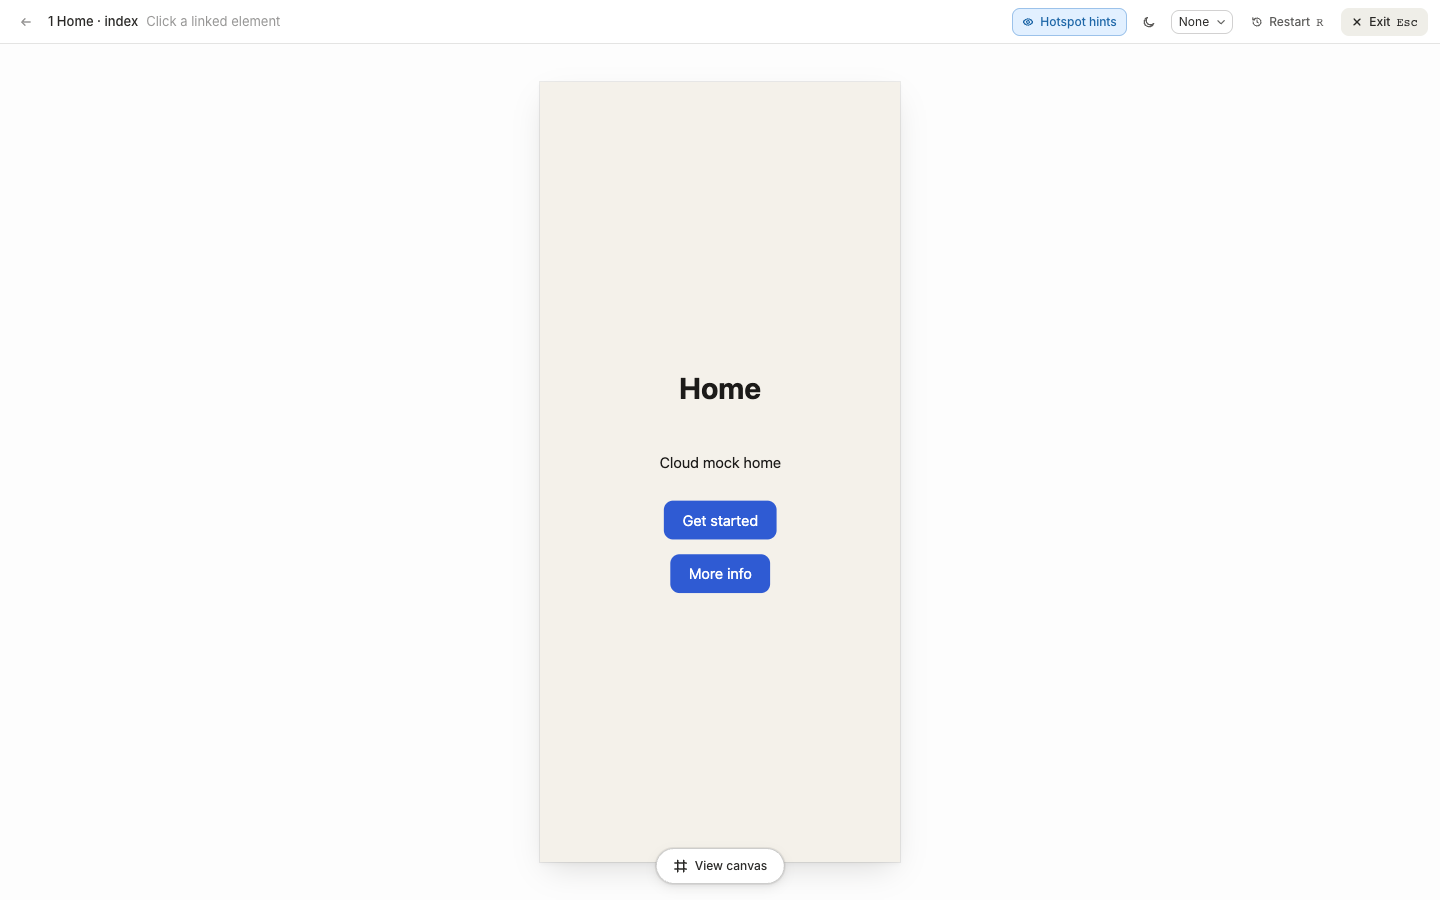 1 Home · index Click a linked element
Hotspot hints
None
Restart R
Exit Esc
Home
Cloud mock home
Get started
More info
View canvas